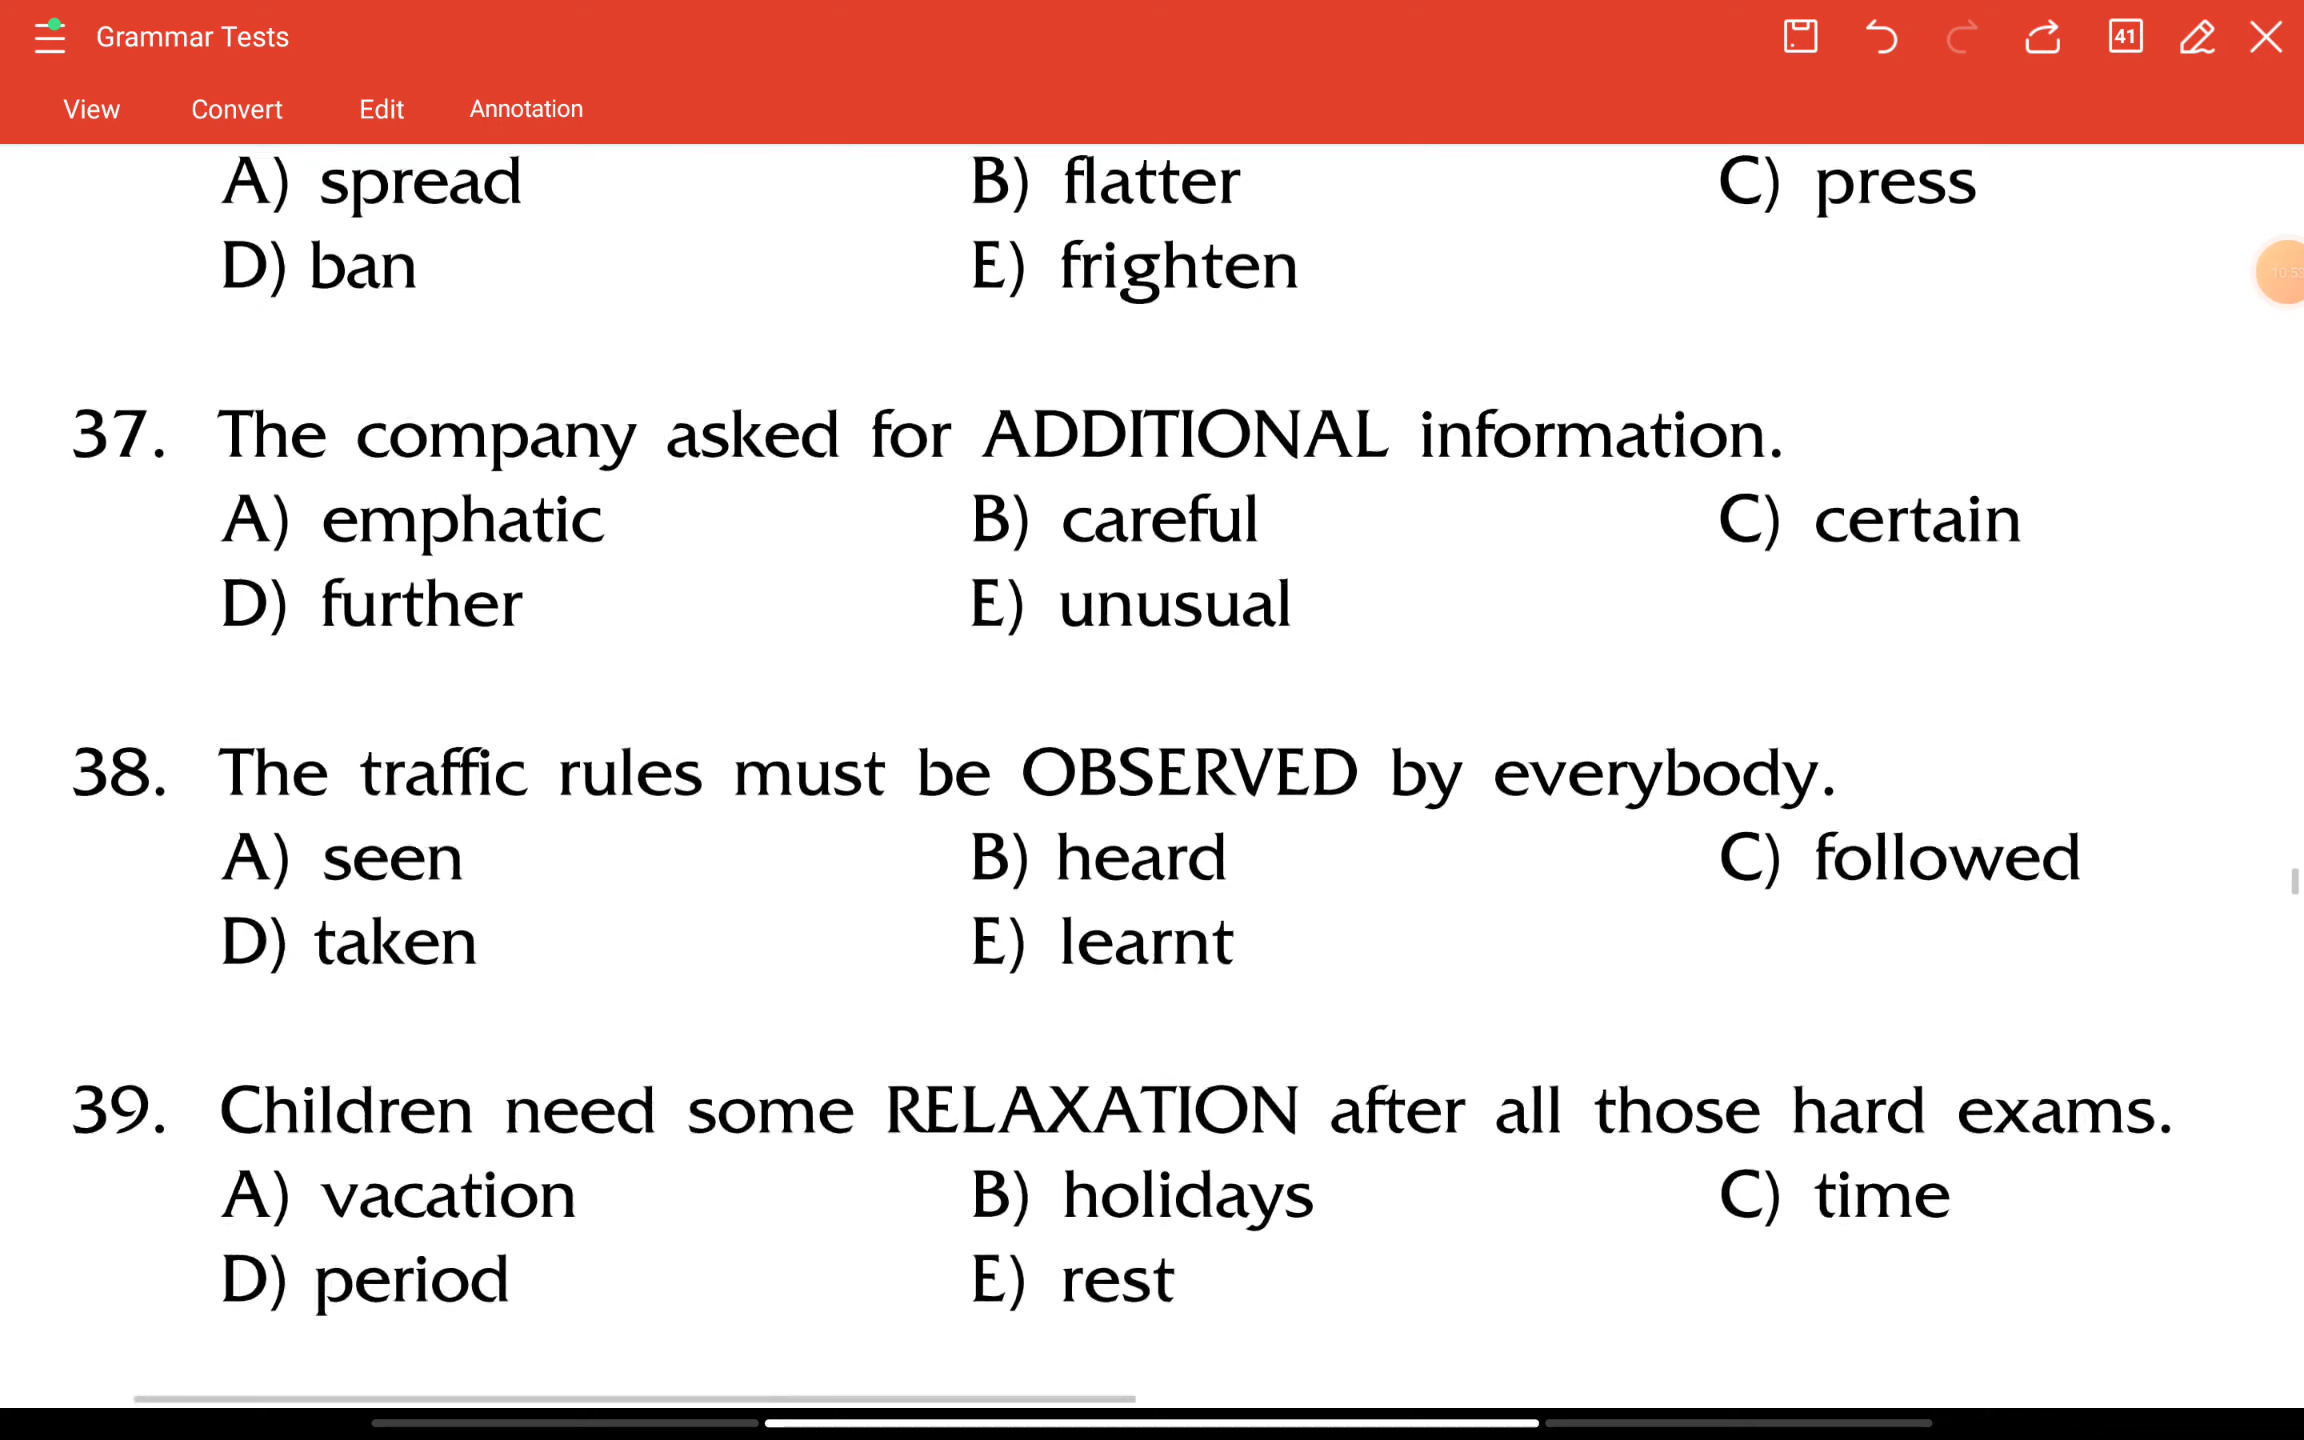 Grammar Tests
41
View Convert Edit Annotation
A) spread B) flatter C) press
D) ban E) frighten
10:53
37. The company asked for ADDITIONAL information.
A) emphatic B) careful C) certain
D) further E) unusual
38. The traffic rules must be OBSERVED by everybody.
A) seen B) heard C) followed
D) taken E) learnt
39. Children need some RELAXATION after all those hard exams.
A) vacation B) holidays C) time
D) period E) rest